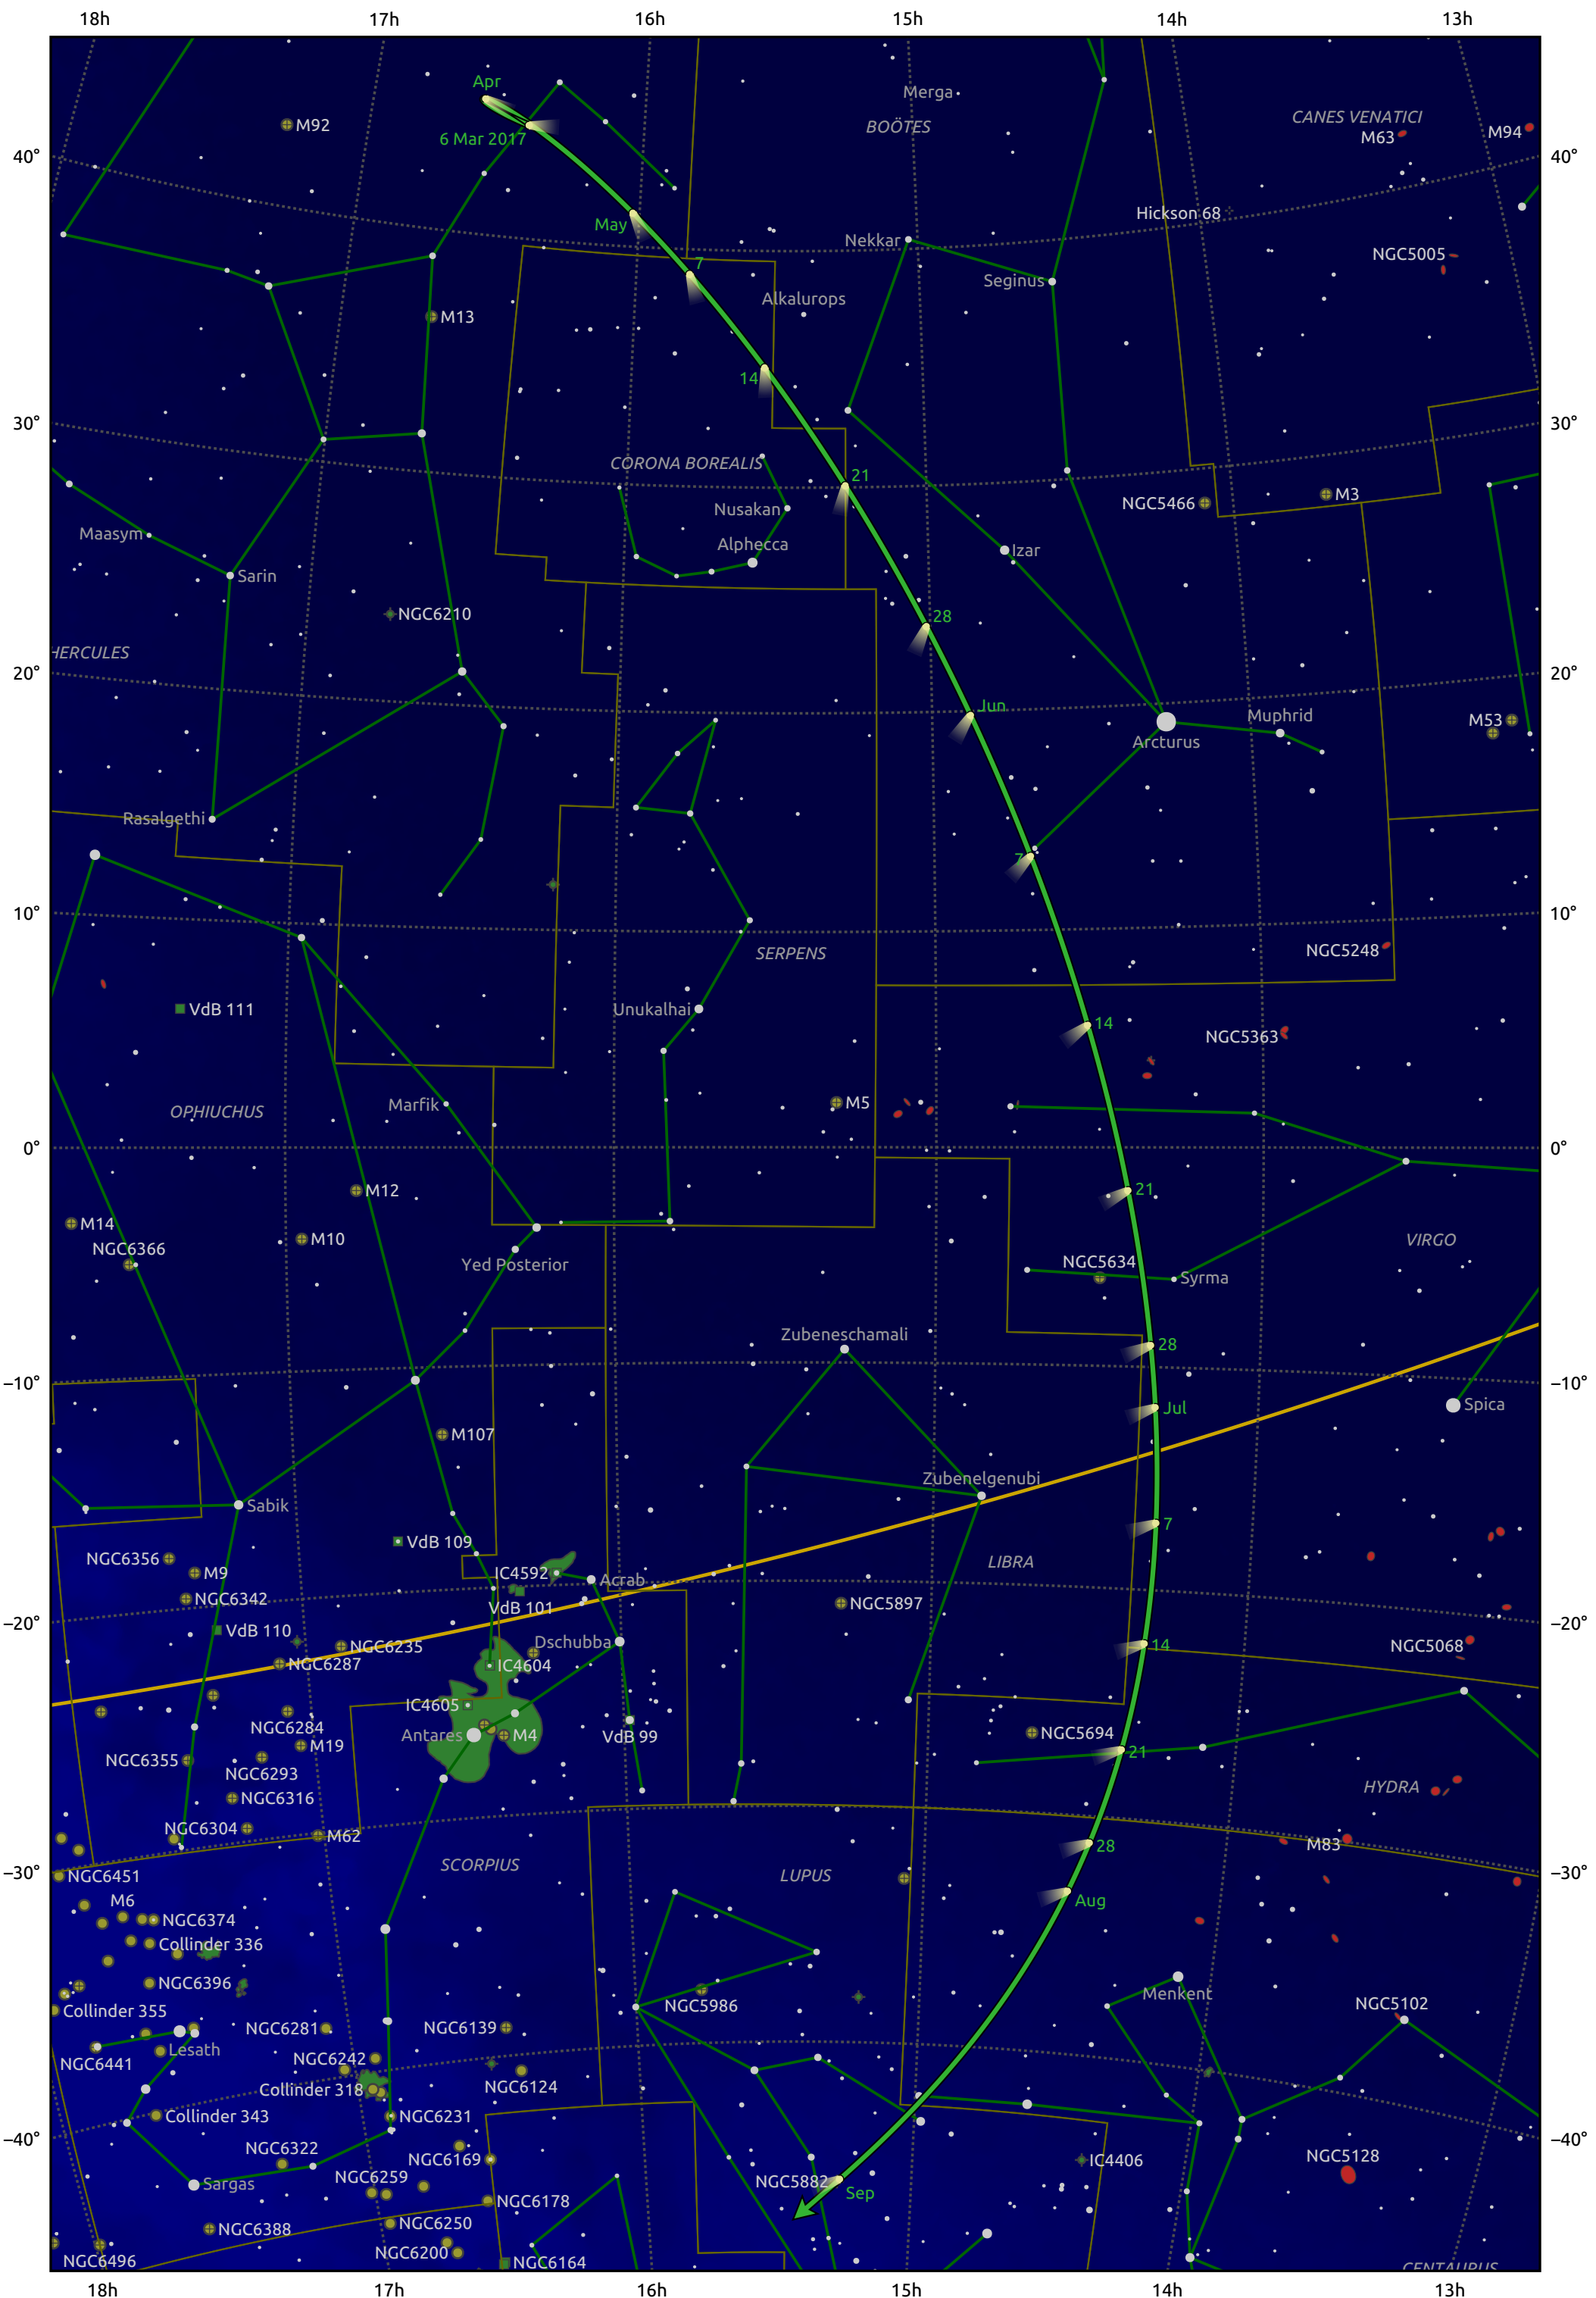 18h 17h 16h 15h 14h 13h
Apr
Merga
BOÖTES
CANES VENATICI
M92
6 Mar 2017
M63
M94
40°
40°
Hickson 68
May
Nekkar
NGC5005
7
Seginus
Alkalurops
M13
14
30°
30°
CORONA BOREALIS
21
M3
NGC5466
Nusakan
Maasym
Alphecca
Izar
Sarin
NGC6210
28
HERCULES
20°
20°
Jun
Muphrid
M53
Arcturus
Rasalgethi
7
10°
10°
SERPENS
NGC5248
VdB 111
Unukalhai
14
NGC5363
OPHIUCHUS
Marfik
M5
0°
0°
M12
21
M14
M10
NGC6366
VIRGO
Yed Posterior
NGC5634
Syrma
Zubeneschamali
28
−10°
−10°
Jul
Spica
M107
Zubenelgenubi
Sabik
7
VdB 109
NGC6356
M9
IC4592
Acrab
LIBRA
NGC6342
VdB 101
NGC5897
−20°
−20°
VdB 110
Dschubba
NGC6235
14
NGC5068
NGC6287
IC4604
IC4605
NGC6284
Antares
M4
VdB 99
NGC5694
M19
21
NGC6355
NGC6293
HYDRA
NGC6316
NGC6304
M62
28
M83
SCORPIUS
LUPUS
−30°
−30°
NGC6451
M6
Aug
NGC6374
Collinder 336
NGC6396
Menkent
Collinder 355
NGC5986
NGC5102
NGC6281
NGC6139
Lesath
NGC6441
NGC6242
Collinder 318
NGC6124
Collinder 343
NGC6231
−40°
−40°
NGC6322
NGC6169
IC4406
NGC5128
Sargas
NGC6259
NGC5882
Sep
NGC6178
NGC6388
NGC6250
NGC6200
NGC6496
NGC6164
CENTAURUS
18h 17h 16h 15h 14h 13h